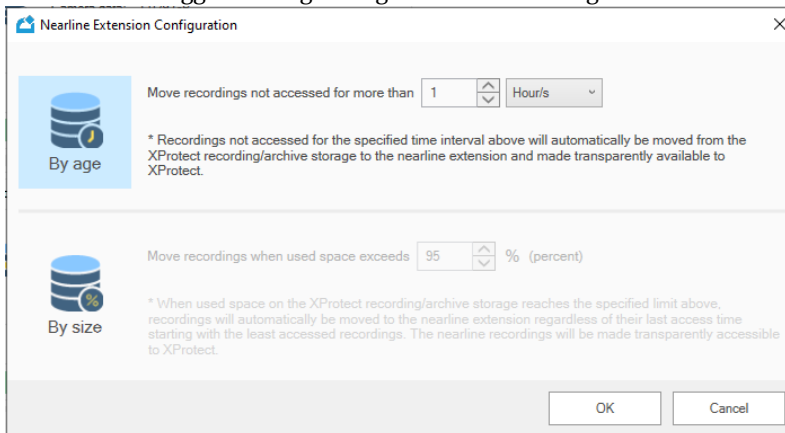 Nearline Extension Configuration
Move recordings not accessed for more than 1 Hour/s
* Recordings not accessed for the specified time interval above will automatically be moved from the
XProtect recording/archive storage to the nearline extension and made transparently available to
XProtect.
By age
Move recordings when used space exceeds 95 % (percent)
* When used space on the XProtect recording/archive storage reaches the specified limit above,
recordings will automatically be moved to the nearline extension regardless of their last access time
starting with the least accessed recordings. The nearline recordings will be made transparently accessible
to XProtect.
%
By size
OK Cancel